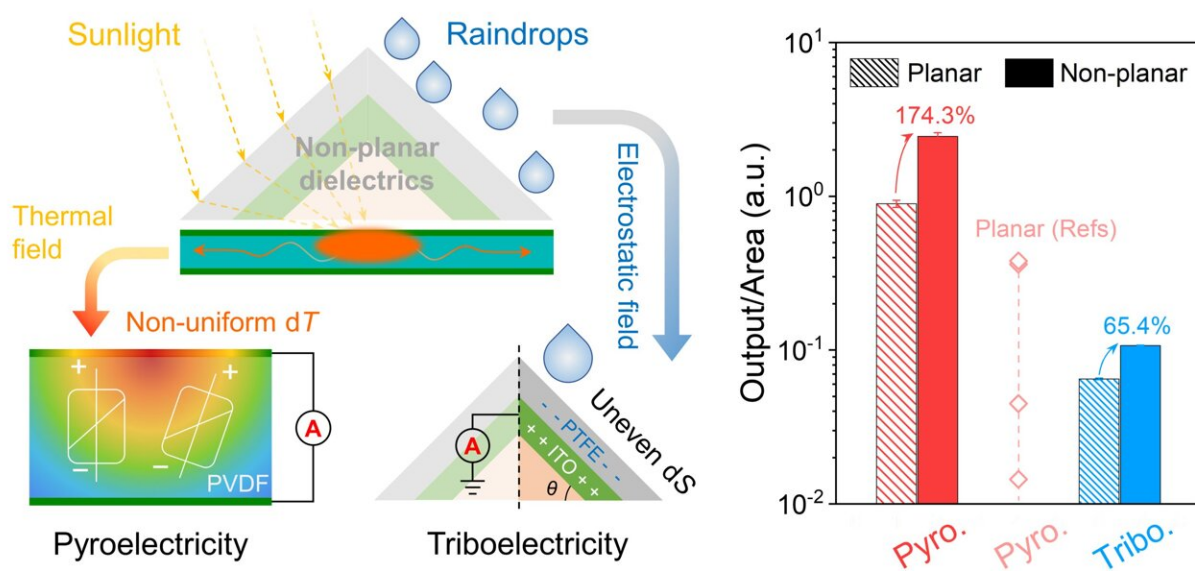 Sunlight
Raindrops
Non-planar
dielectrics
Thermal
field
Electrostatic field
Non-uniform dT
+
+
−
−
PVDF
A
Pyroelectricity
Uneven dS
- - PTFE - -
+ + ITO + +
A
θ
Triboelectricity
Output/Area (a.u.)
10¹
10⁰
10⁻¹
10⁻²
Planar
Non-planar
174.3%
Planar (Refs)
65.4%
Pyro.
Pyro.
Tribo.